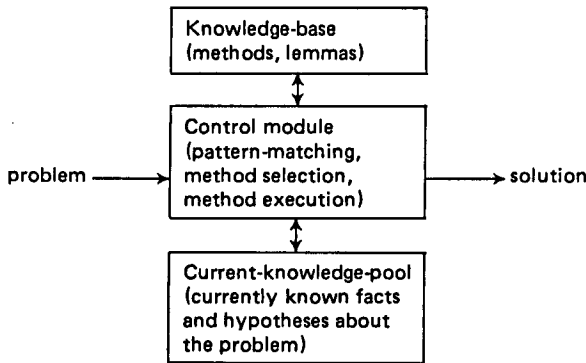 Knowledge-base
(methods, lemmas)
Control module
(pattern-matching,
method selection,
method execution)
problem
solution
Current-knowledge-pool
(currently known facts
and hypotheses about
the problem)